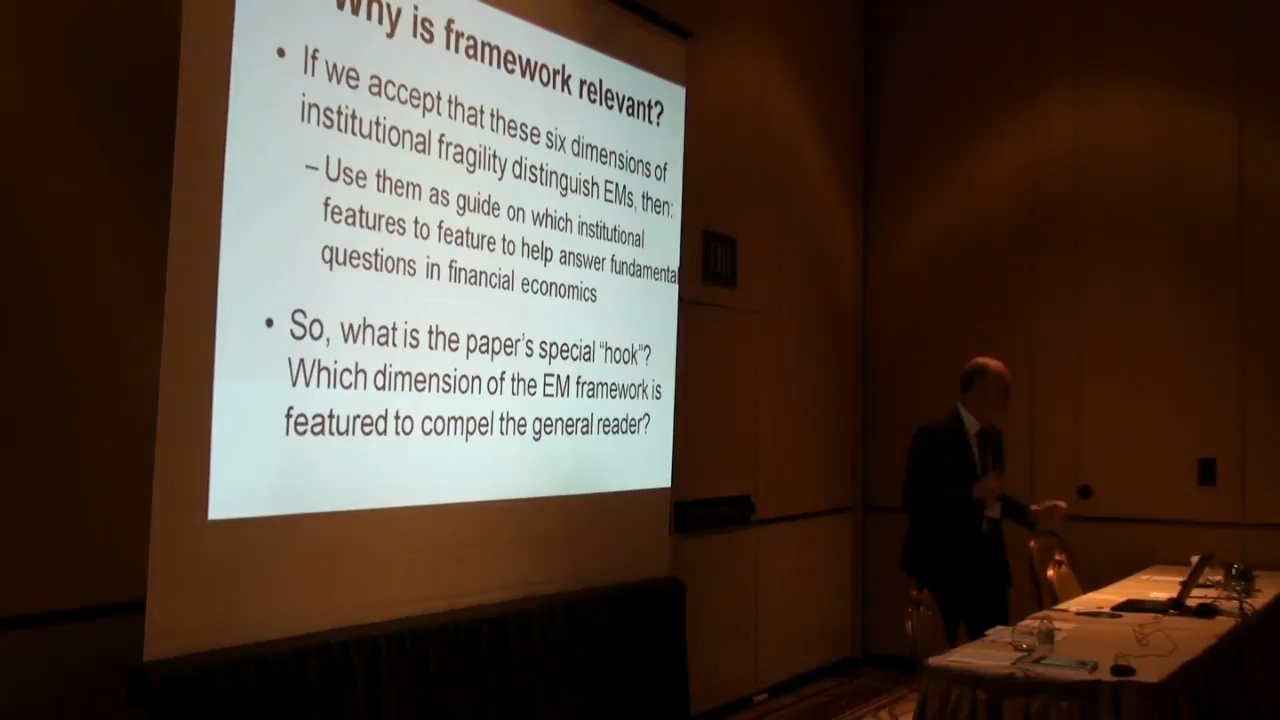 Why is framework relevant?
• If we accept that these six dimensions of
institutional fragility distinguish EMs, then:
– Use them as guide on which institutional
features to feature to help answer fundamental
questions in financial economics
• So, what is the paper's special “hook”?
Which dimension of the EM framework is
featured to compel the general reader?